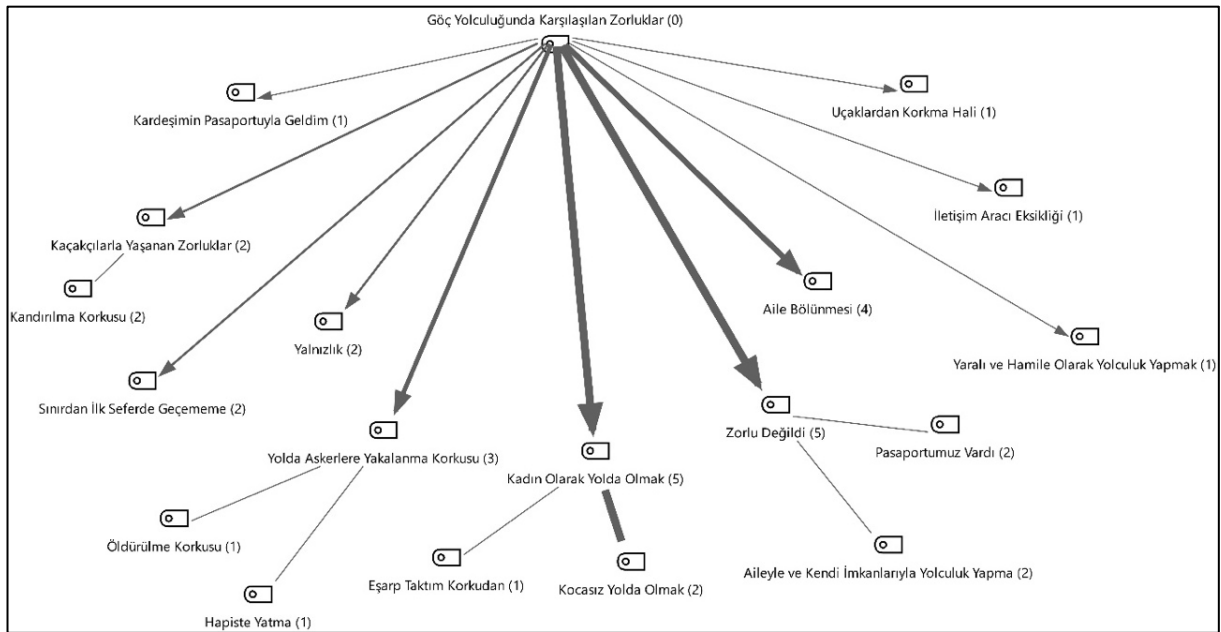 Göç Yolculuğunda Karşılaşılan Zorluklar (0)
Kardeşimin Pasaportuyla Geldim (1)
Uçaklardan Korkma Hali (1)
İletişim Aracı Eksikliği (1)
Kaçakçılarla Yaşanan Zorluklar (2)
Kandırılma Korkusu (2)
Aile Bölünmesi (4)
Yalnızlık (2)
Yaralı ve Hamile Olarak Yolculuk Yapmak (1)
Sınırdan İlk Seferde Geçememe (2)
Zorlu Değildi (5)
Pasaportumuz Vardı (2)
Yolda Askerlere Yakalanma Korkusu (3)
Kadın Olarak Yolda Olmak (5)
Öldürülme Korkusu (1)
Eşarp Taktım Korkudan (1)
Kocasız Yolda Olmak (2)
Aileyle ve Kendi İmkanlarıyla Yolculuk Yapma (2)
Hapiste Yatma (1)